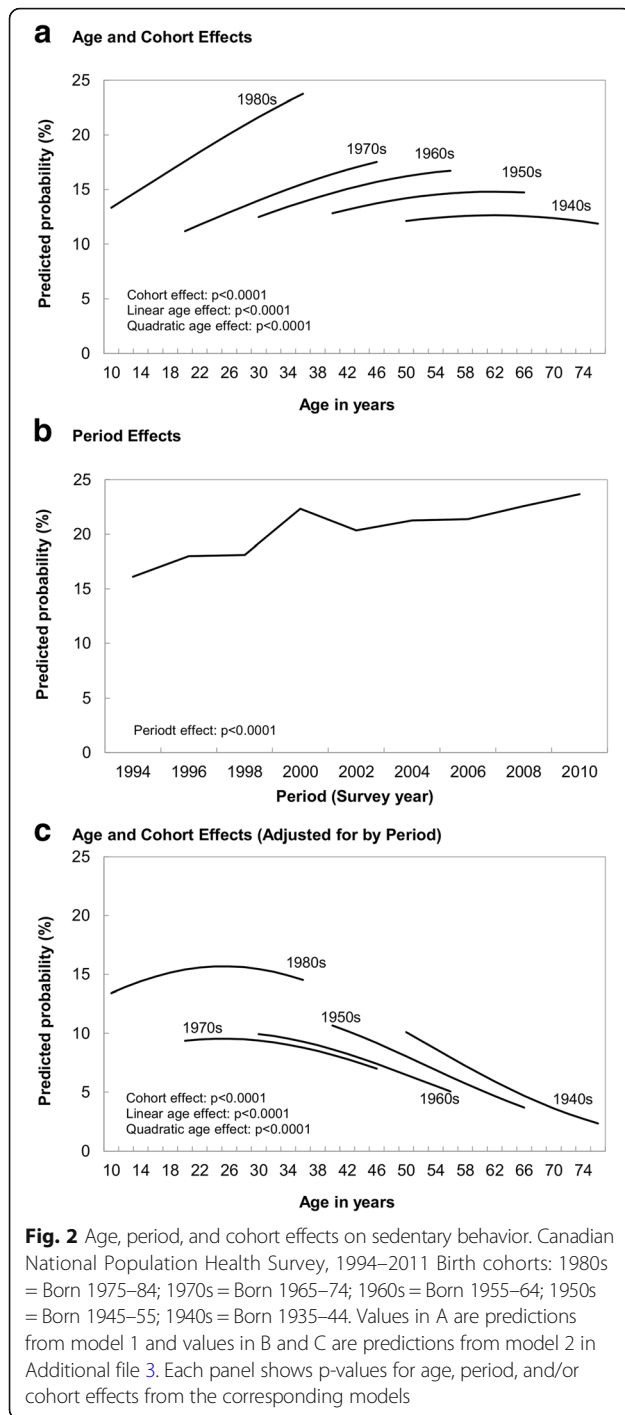 a Age and Cohort Effects
25
20
15
10
5
0
Predicted probability (%)
1980s
1970s
1960s
1950s
1940s
Cohort effect: p<0.0001
Linear age effect: p<0.0001
Quadratic age effect: p<0.0001
10 14 18 22 26 30 34 38 42 46 50 54 58 62 66 70 74
Age in years
b Period Effects
25
20
15
10
5
0
Predicted probability (%)
Periodt effect: p<0.0001
1994 1996 1998 2000 2002 2004 2006 2008 2010
Period (Survey year)
c Age and Cohort Effects (Adjusted for by Period)
25
20
15
10
5
0
Predicted probability (%)
1980s
1970s
1950s
1960s
1940s
Cohort effect: p<0.0001
Linear age effect: p<0.0001
Quadratic age effect: p<0.0001
10 14 18 22 26 30 34 38 42 46 50 54 58 62 66 70 74
Age in years
Fig. 2 Age, period, and cohort effects on sedentary behavior. Canadian
National Population Health Survey, 1994–2011 Birth cohorts: 1980s
= Born 1975–84; 1970s = Born 1965–74; 1960s = Born 1955–64; 1950s
= Born 1945–55; 1940s = Born 1935–44. Values in A are predictions
from model 1 and values in B and C are predictions from model 2 in
Additional file 3. Each panel shows p-values for age, period, and/or
cohort effects from the corresponding models